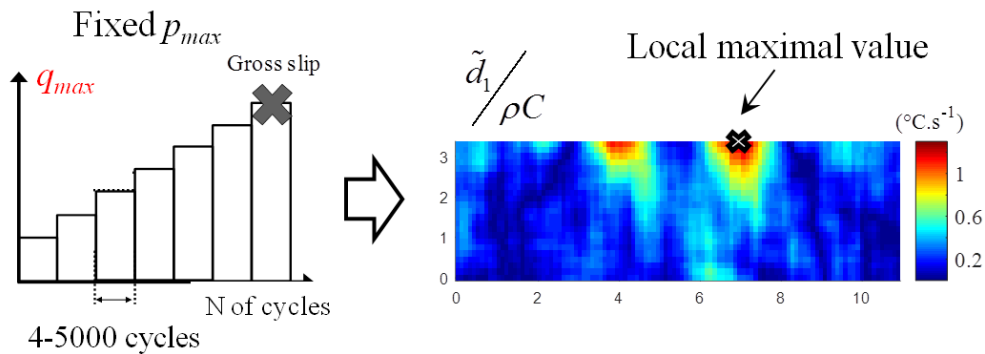 Fixed p_max
q_max
Gross slip
N of cycles
4-5000 cycles
Local maximal value
d̃₁/ρC
(°C.s⁻¹)
1
0.6
0.2
3
2
1
0
0 2 4 6 8 10